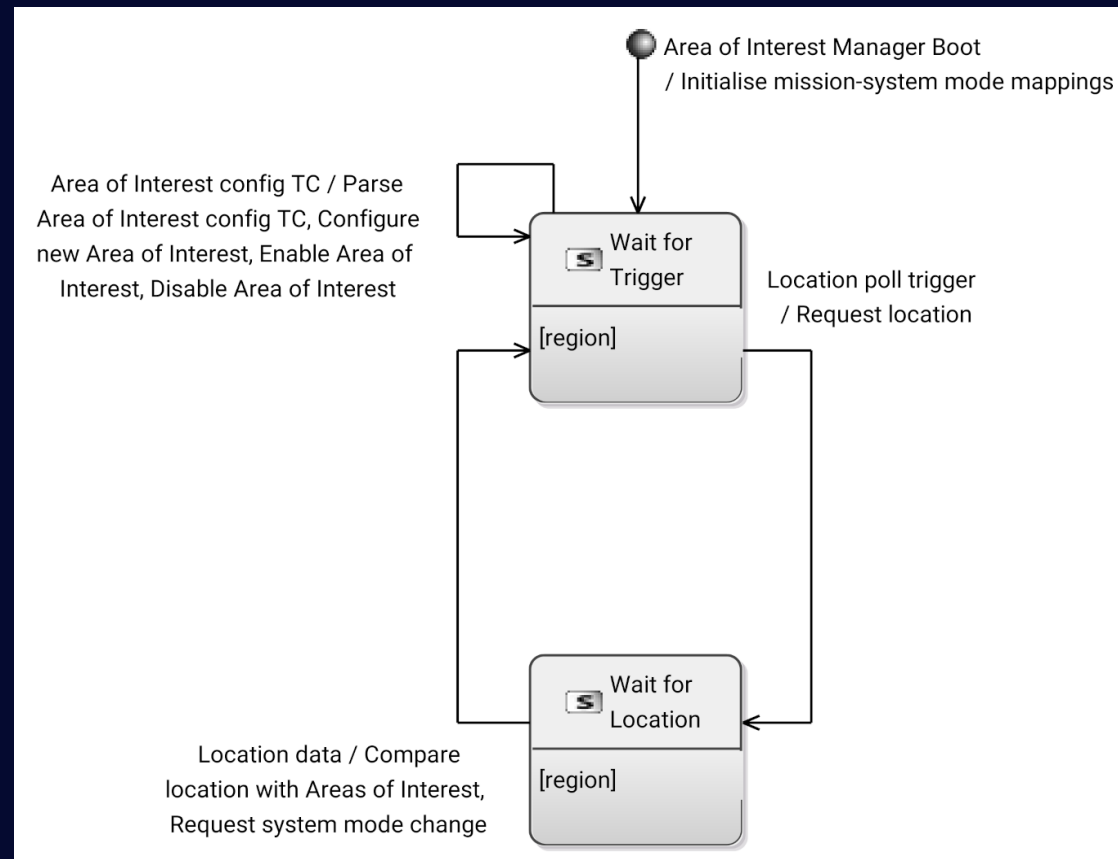 Area of Interest Manager Boot
/ Initialise mission-system mode mappings
Area of Interest config TC / Parse
Area of Interest config TC, Configure
new Area of Interest, Enable Area of
Interest, Disable Area of Interest
S
Wait for
Trigger
[region]
Location poll trigger
/ Request location
S
Wait for
Location
[region]
Location data / Compare
location with Areas of Interest,
Request system mode change